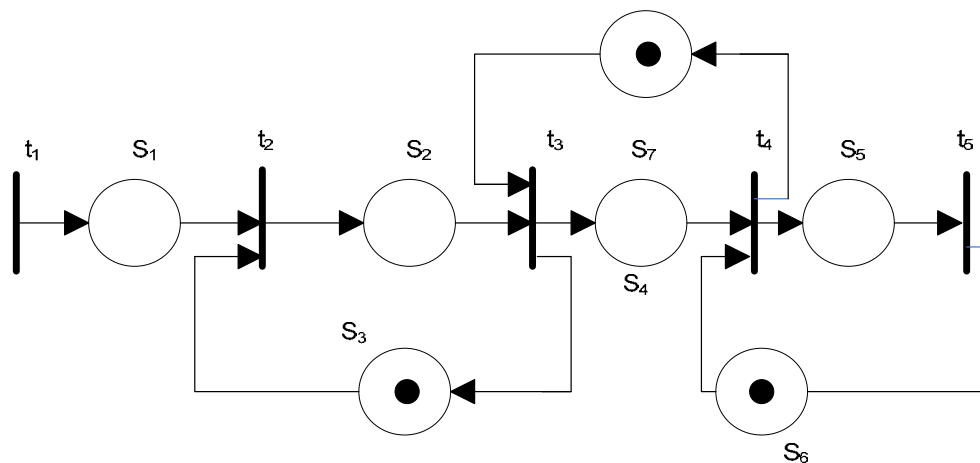 t₁
S₁
t₂
S₂
t₃
S₇
t₄
S₅
t₅
S₄
S₃
S₆